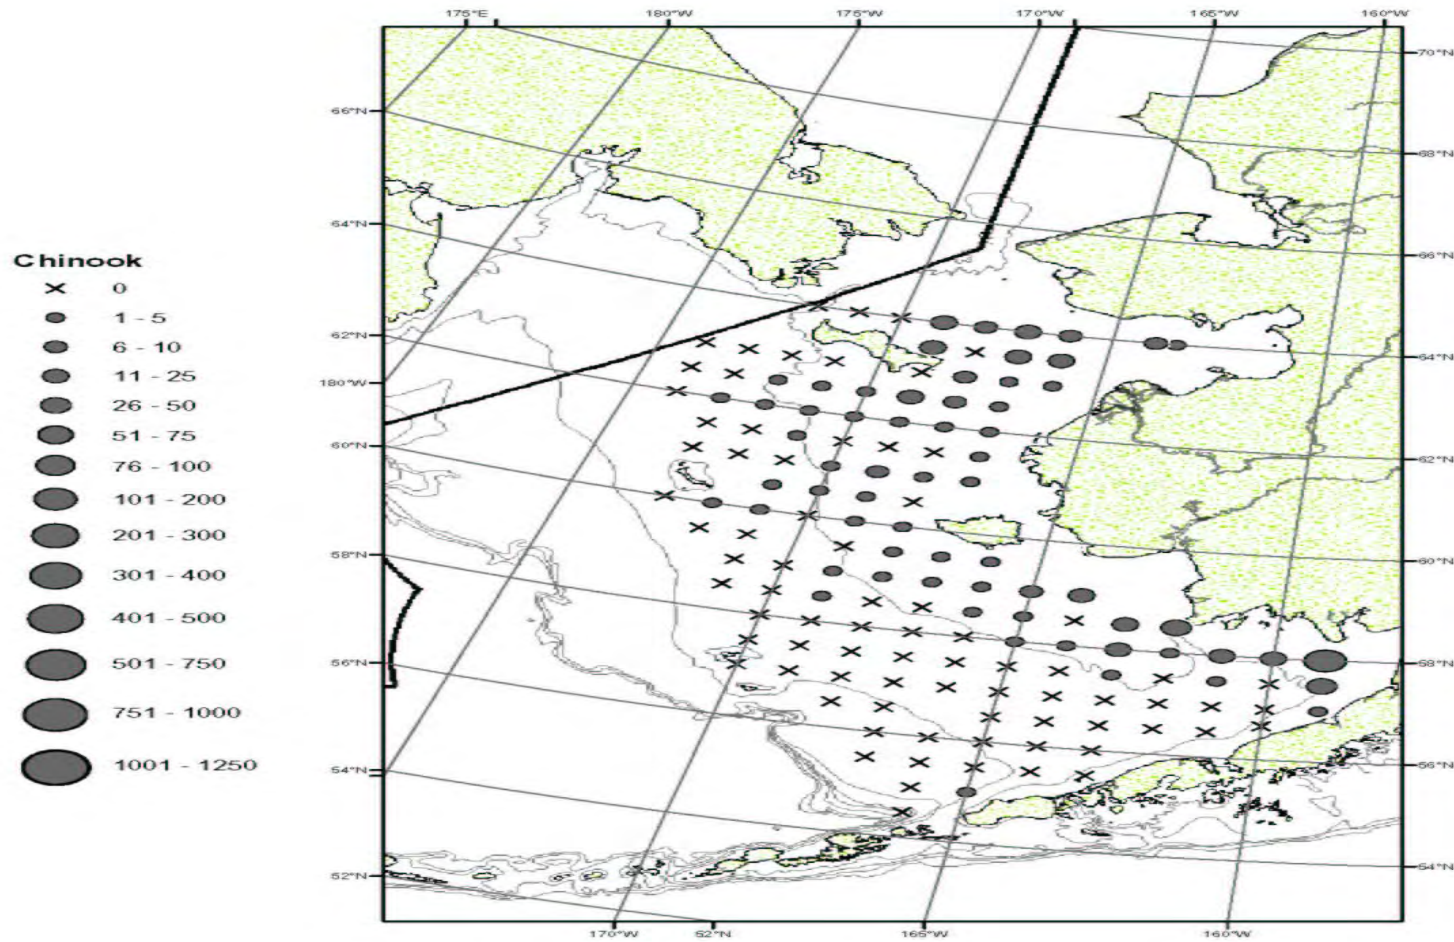 175°E 180°W 175°W 170°W 165°W 160°W
70°N
66°N
68°N
64°N
66°N
Chinook
0
1 - 5
62°N
6 - 10
64°N
11 - 25
180°W
26 - 50
51 - 75
60°N
62°N
76 - 100
101 - 200
201 - 300
58°N
60°N
301 - 400
401 - 500
501 - 750
56°N
58°N
751 - 1000
1001 - 1250
54°N
56°N
52°N
54°N
170°W 52°N 165°W 160°W